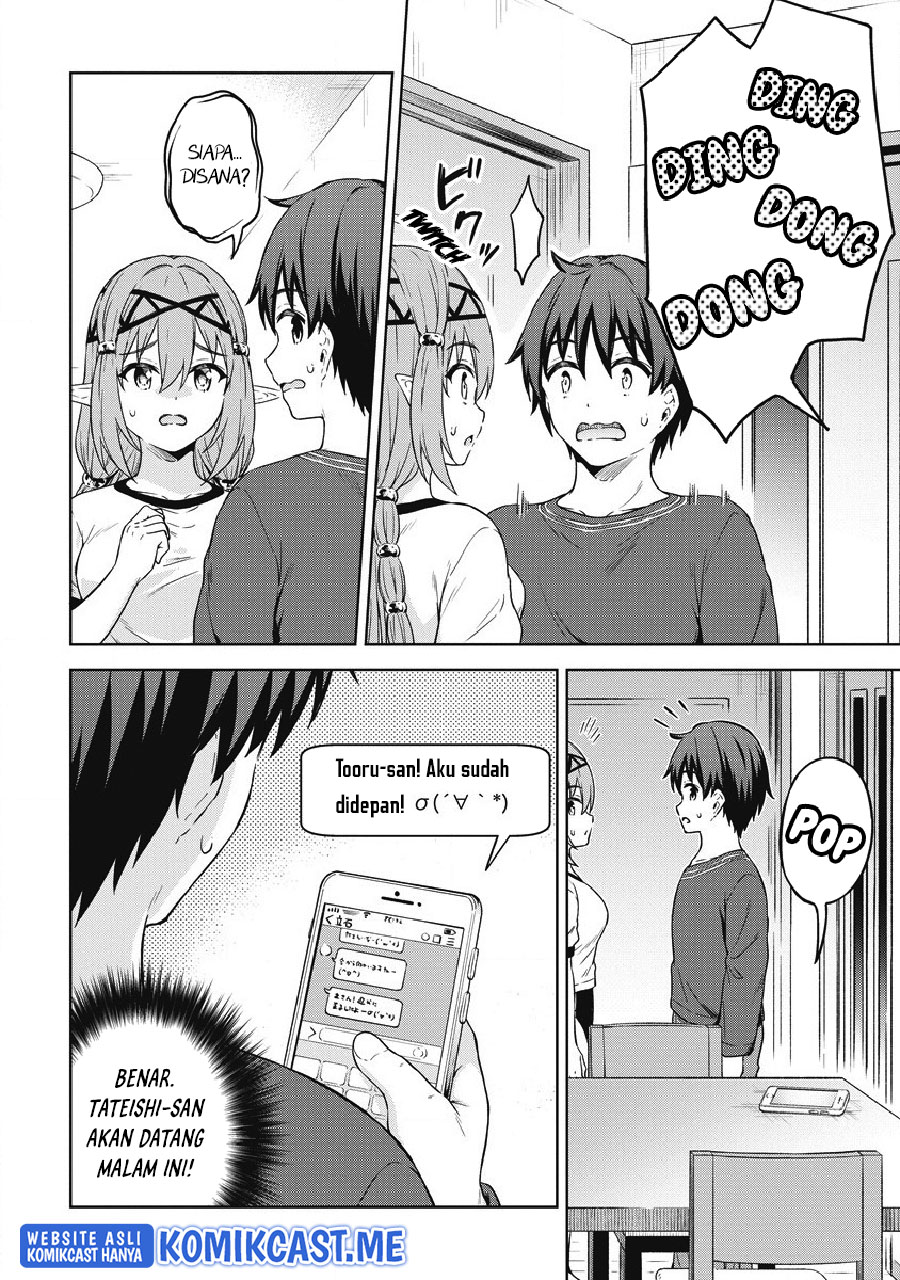 DING
DING
DONG
DONG
ビクッ
TWITCH
SIAPA...
DISANA?
POP
Tooru-san! Aku sudah
didepan! σ(´∀｀*)
BENAR.
TATEISHI-SAN
AKAN DATANG
MALAM INI!
WEBSITE ASLI
KOMIKCAST HANYA
KOMIKCAST.ME